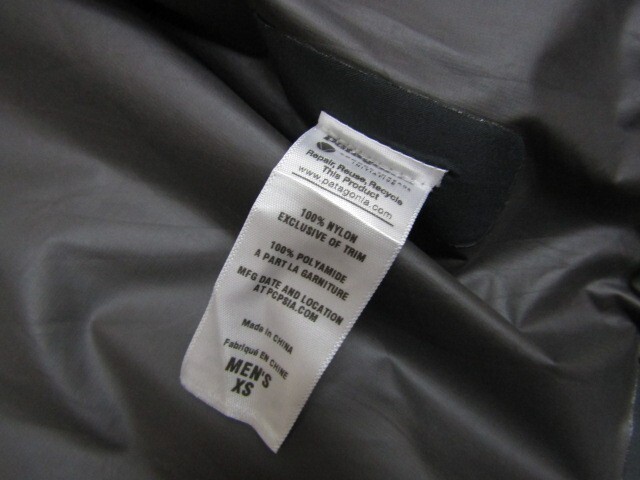 Repair, Reuse, Recycle
This Product
www.patagonia.com
100% NYLON
EXCLUSIVE OF TRIM
100% POLYAMIDE
A PART LA GARNITURE
MFG DATE AND LOCATION
AT PCPSIA.COM
Made in CHINA
Fabriqué EN CHINE
MEN'S
XS